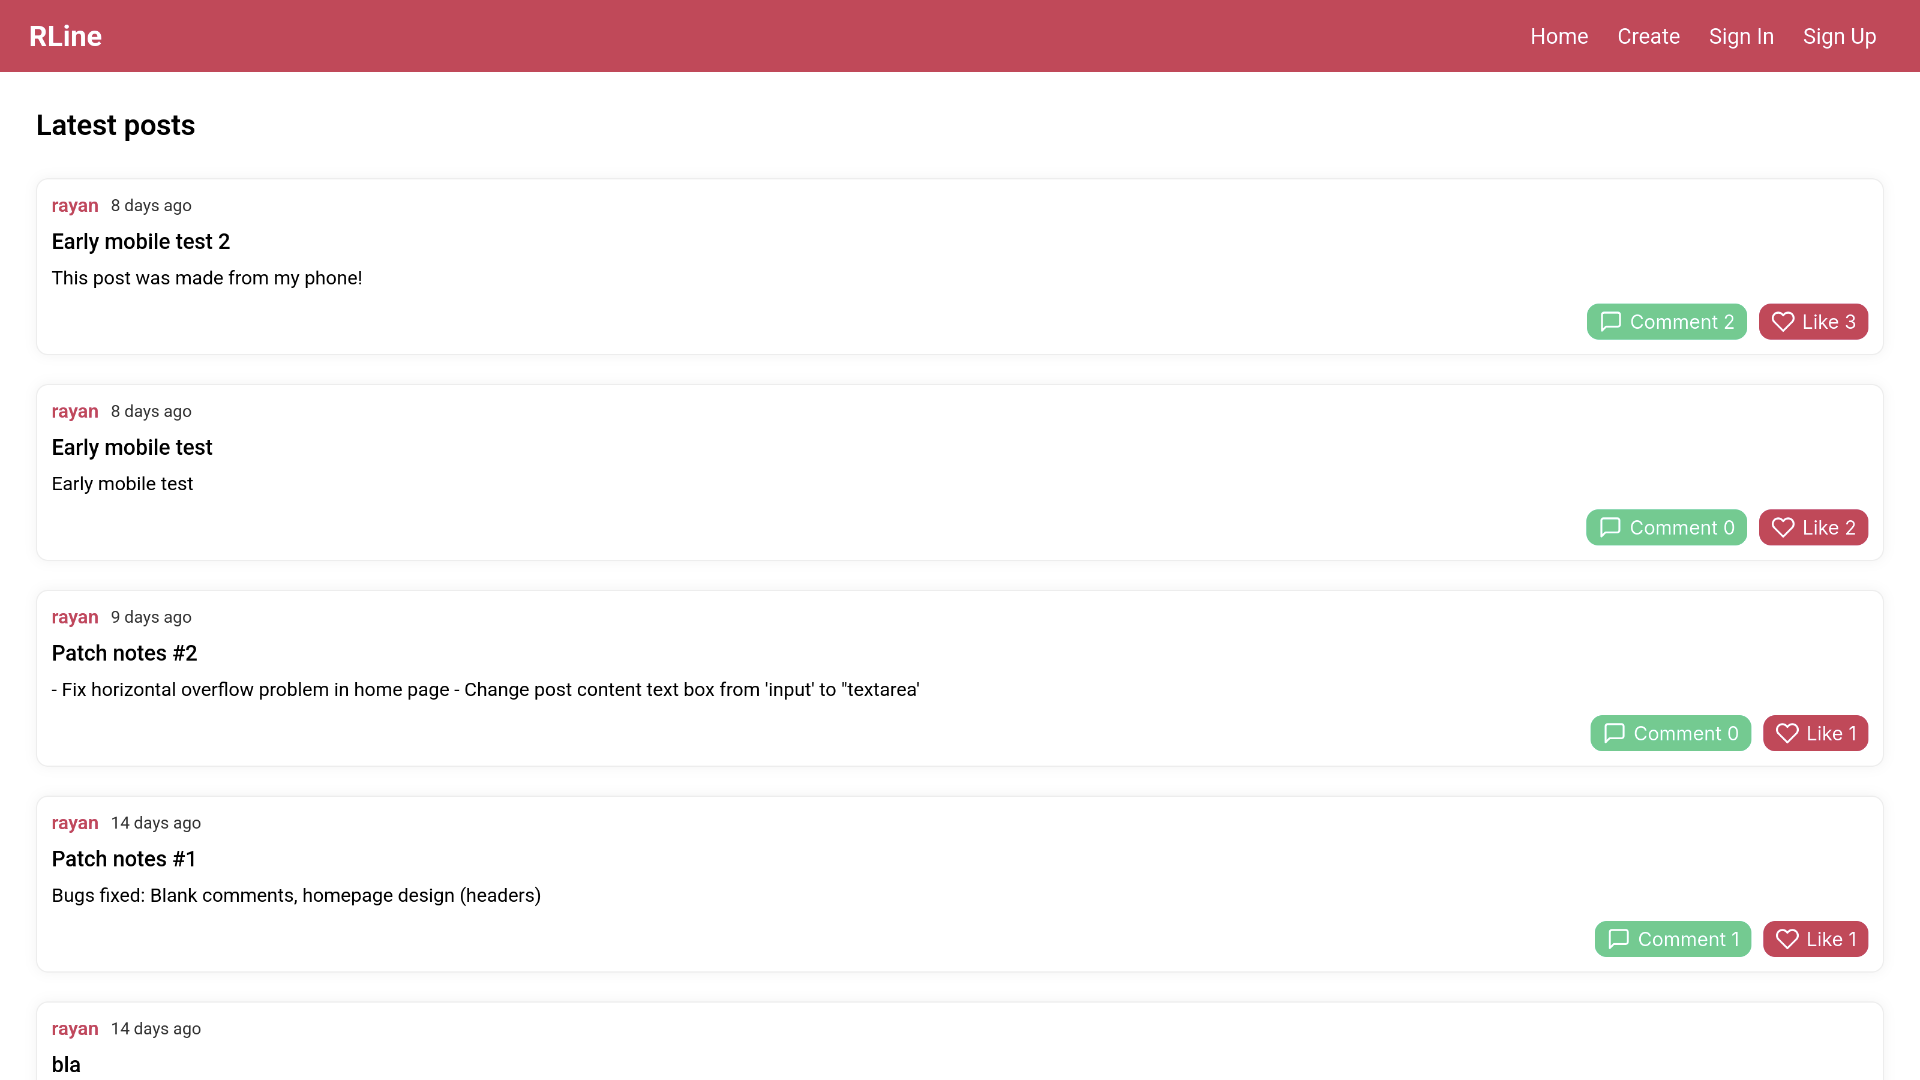 RLine
Home Create Sign In Sign Up
Latest posts
rayan 8 days ago
Early mobile test 2
This post was made from my phone!
Comment 2 Like 3
rayan 8 days ago
Early mobile test
Early mobile test
Comment 0 Like 2
rayan 9 days ago
Patch notes #2
- Fix horizontal overflow problem in home page - Change post content text box from 'input' to "textarea'
Comment 0 Like 1
rayan 14 days ago
Patch notes #1
Bugs fixed: Blank comments, homepage design (headers)
Comment 1 Like 1
rayan 14 days ago
bla